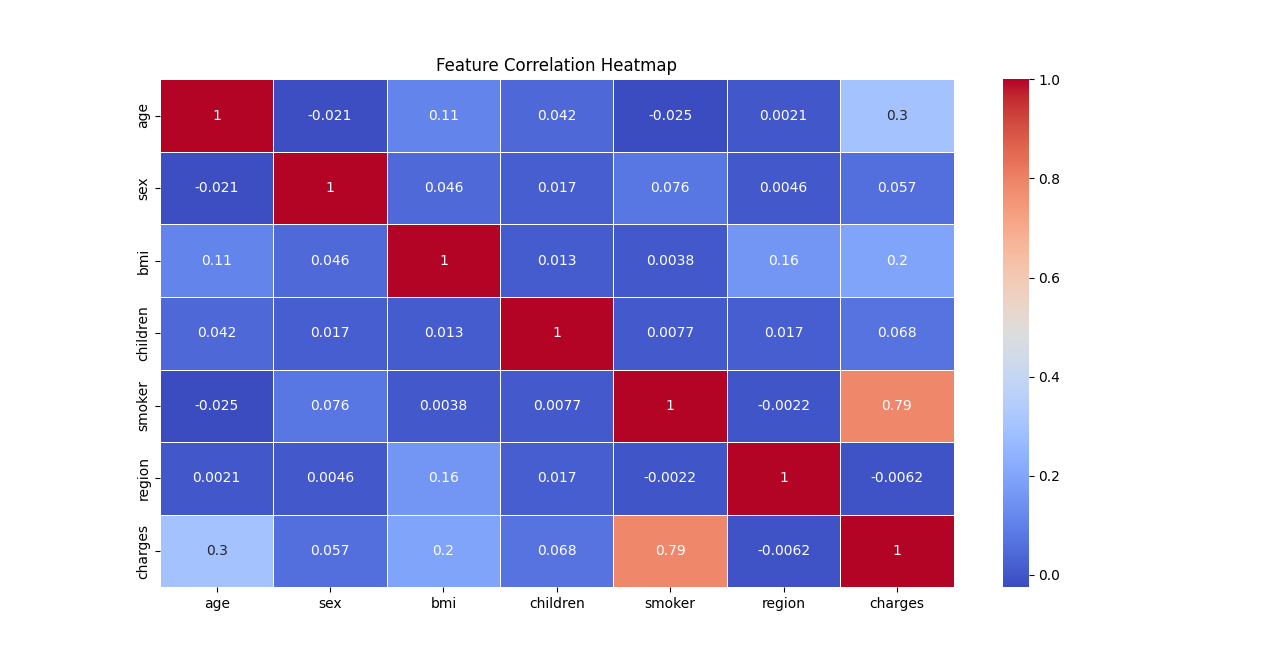 Feature Correlation Heatmap
age 1 -0.021 0.11 0.042 -0.025 0.0021 0.3
sex -0.021 1 0.046 0.017 0.076 0.0046 0.057
bmi 0.11 0.046 1 0.013 0.0038 0.16 0.2
children 0.042 0.017 0.013 1 0.0077 0.017 0.068
smoker -0.025 0.076 0.0038 0.0077 1 -0.0022 0.79
region 0.0021 0.0046 0.16 0.017 -0.0022 1 -0.0062
charges 0.3 0.057 0.2 0.068 0.79 -0.0062 1
age sex bmi children smoker region charges
1.0
0.8
0.6
0.4
0.2
0.0